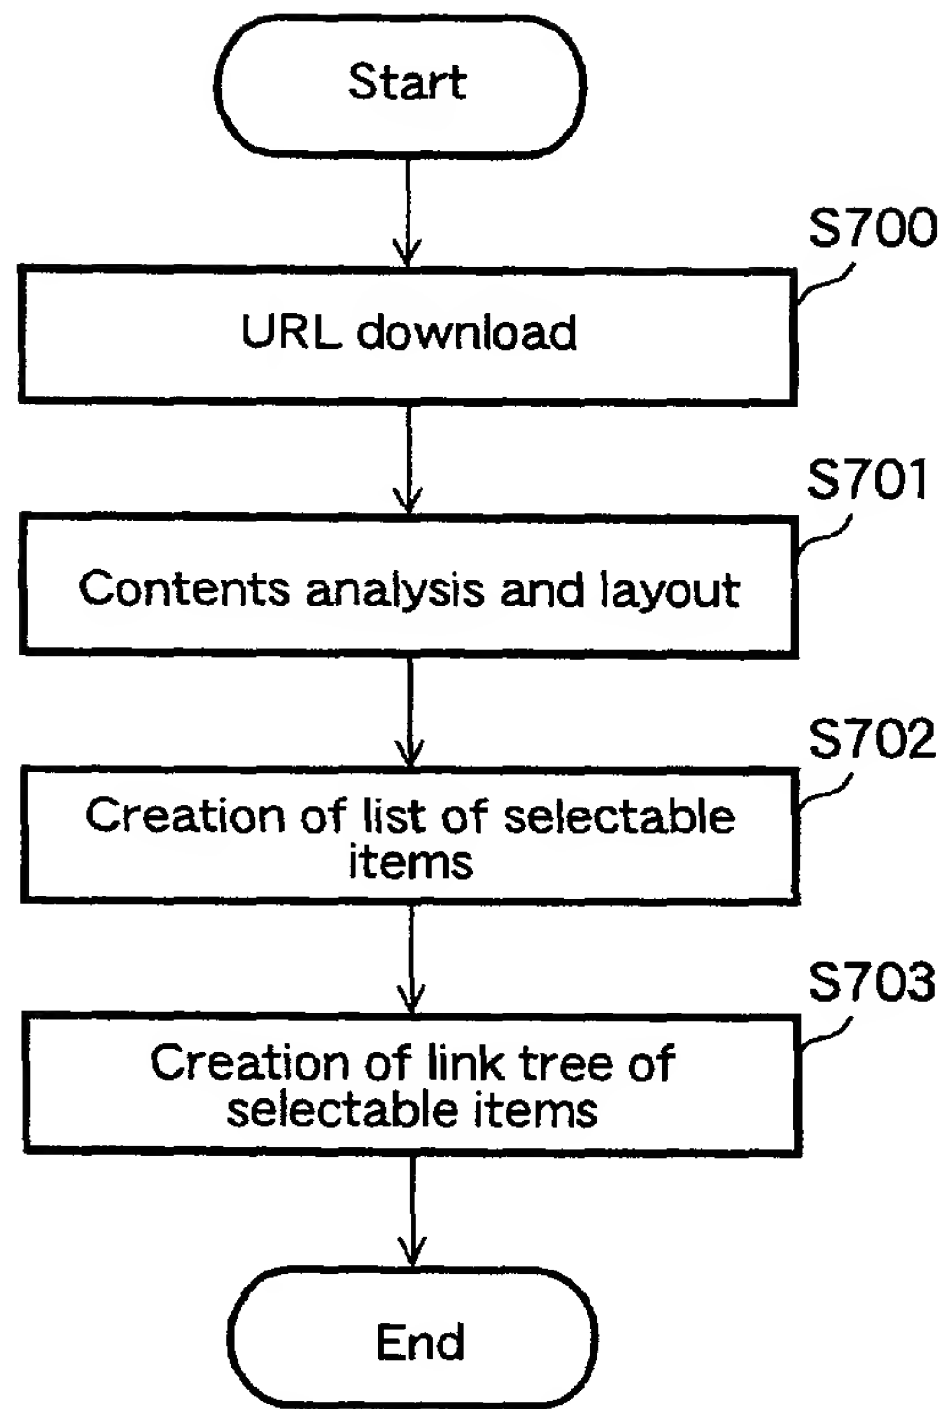 Start
S700
URL download
S701
Contents analysis and layout
S702
Creation of list of selectable
items
S703
Creation of link tree of
selectable items
End